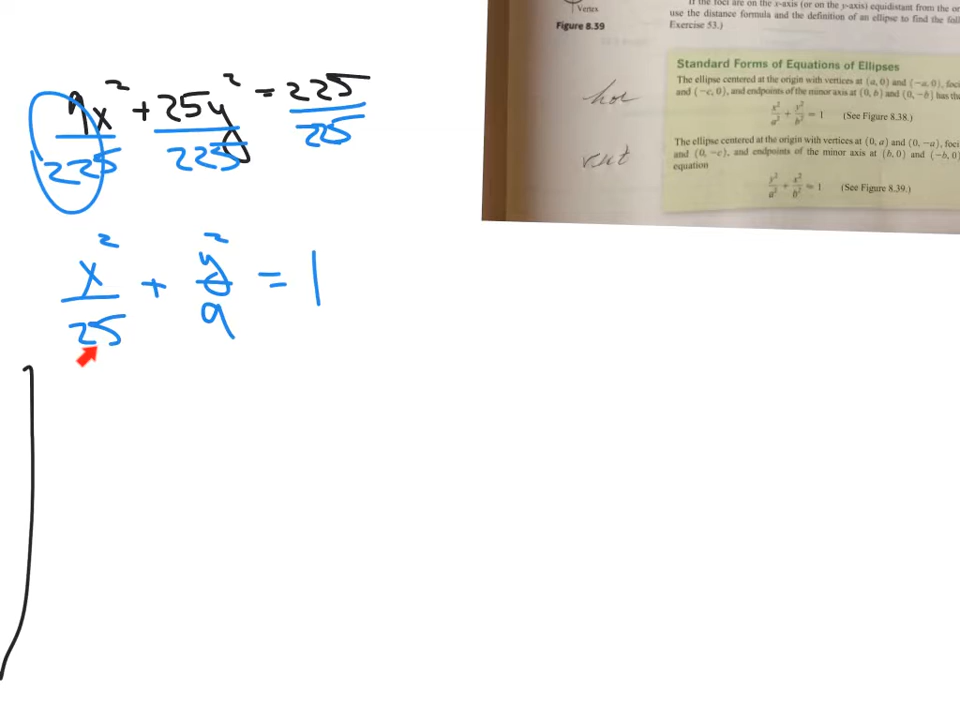 9x² + 25y² = 225
225 225 25
x²/25 + y²/9 = 1
Vertex
Figure 8.39
If the foci are on the x-axis (or on the y-axis) equidistant from the or
use the distance formula and the definition of an ellipse to find the foll
Exercise 53.)
Standard Forms of Equations of Ellipses
The ellipse centered at the origin with vertices at (a, 0) and (−a, 0), foci
and (−c, 0), and endpoints of the minor axis at (0, b) and (0, −b) has the
hor
x²/a² + y²/b² = 1 (See Figure 8.38.)
The ellipse centered at the origin with vertices at (0, a) and (0, −a), foci
vert
and (0, −c), and endpoints of the minor axis at (b, 0) and (−b, 0)
equation
y²/a² + x²/b² = 1 (See Figure 8.39.)